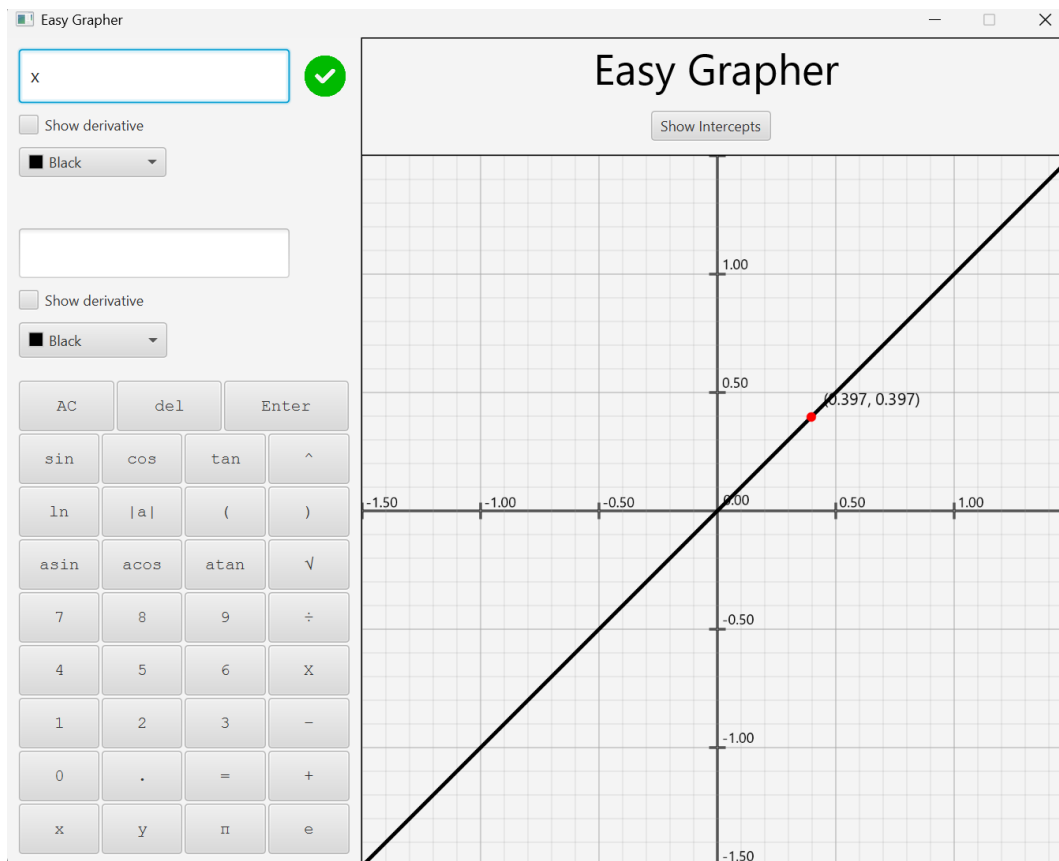 Easy Grapher
x
Show derivative
Black
Show derivative
Black
AC del Enter
sin cos tan ^
ln |a| ( )
asin acos atan √
7 8 9 ÷
4 5 6 X
1 2 3 −
0 . = +
x y π e
Easy Grapher
Show Intercepts
1.00
0.50
(0.397, 0.397)
-1.50 -1.00 -0.50 0.00 0.50 1.00
-0.50
-1.00
-1.50